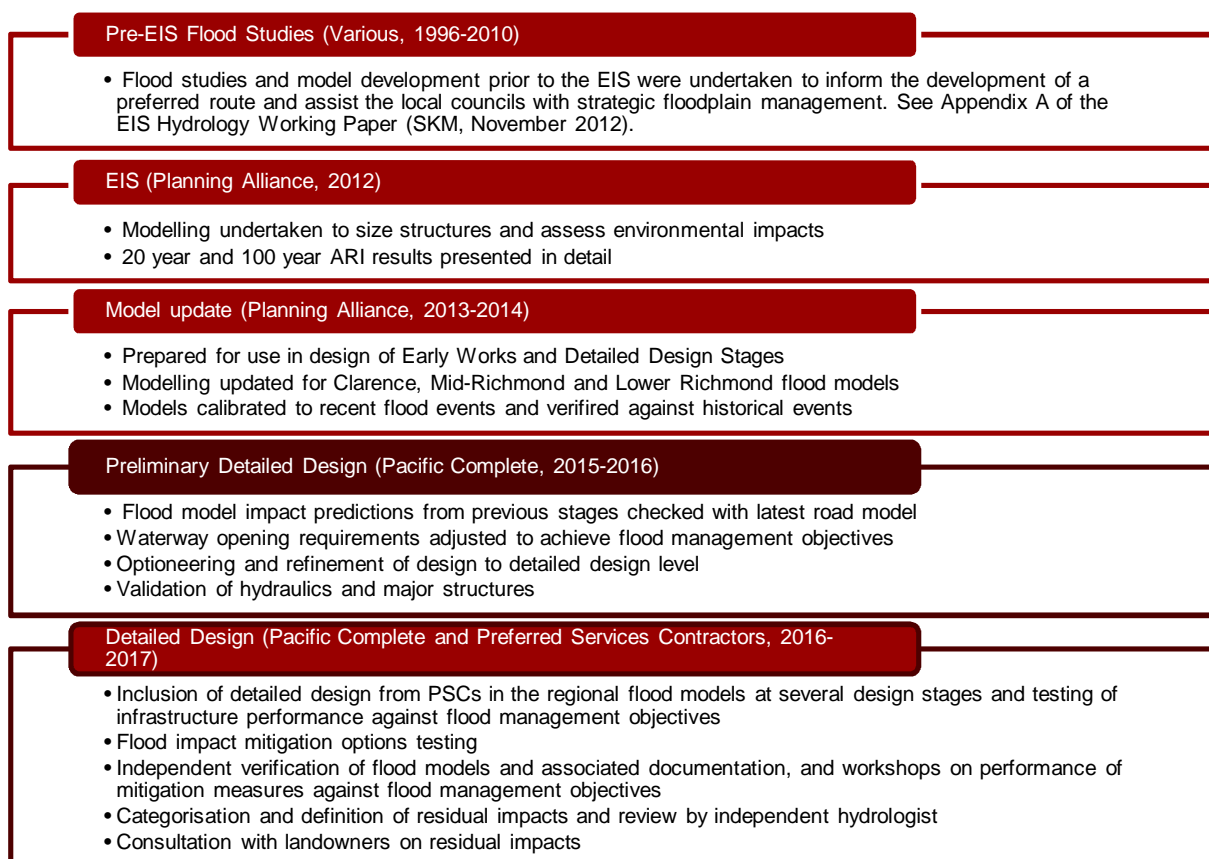 Pre-EIS Flood Studies (Various, 1996-2010)
• Flood studies and model development prior to the EIS were undertaken to inform the development of a
preferred route and assist the local councils with strategic floodplain management. See Appendix A of the
EIS Hydrology Working Paper (SKM, November 2012).
EIS (Planning Alliance, 2012)
• Modelling undertaken to size structures and assess environmental impacts
• 20 year and 100 year ARI results presented in detail
Model update (Planning Alliance, 2013-2014)
• Prepared for use in design of Early Works and Detailed Design Stages
• Modelling updated for Clarence, Mid-Richmond and Lower Richmond flood models
• Models calibrated to recent flood events and verifired against historical events
Preliminary Detailed Design (Pacific Complete, 2015-2016)
• Flood model impact predictions from previous stages checked with latest road model
• Waterway opening requirements adjusted to achieve flood management objectives
• Optioneering and refinement of design to detailed design level
• Validation of hydraulics and major structures
Detailed Design (Pacific Complete and Preferred Services Contractors, 2016-
2017)
• Inclusion of detailed design from PSCs in the regional flood models at several design stages and testing of
infrastructure performance against flood management objectives
• Flood impact mitigation options testing
• Independent verification of flood models and associated documentation, and workshops on performance of
mitigation measures against flood management objectives
• Categorisation and definition of residual impacts and review by independent hydrologist
• Consultation with landowners on residual impacts